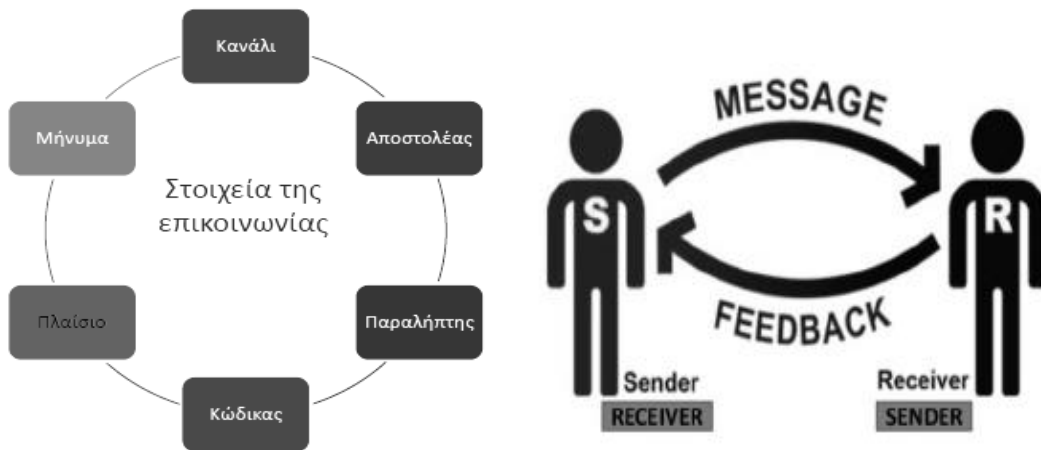 Κανάλι
Μήνυμα
Αποστολέας
Στοιχεία της
επικοινωνίας
Πλαίσιο
Παραλήπτης
Κώδικας
MESSAGE
S
R
FEEDBACK
Sender
RECEIVER
Receiver
SENDER